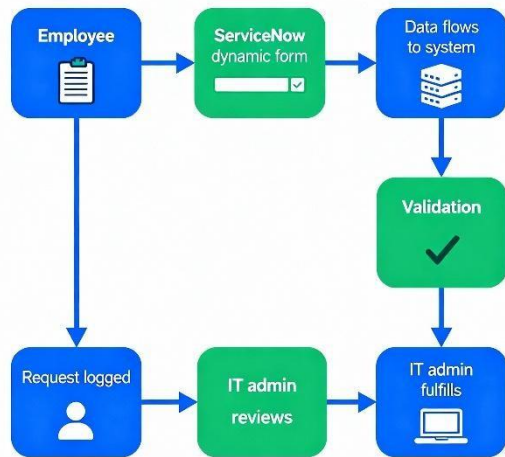 Employee
ServiceNow
dynamic form
Data flows
to system
Validation
Request logged
IT admin
reviews
IT admin
fulfills